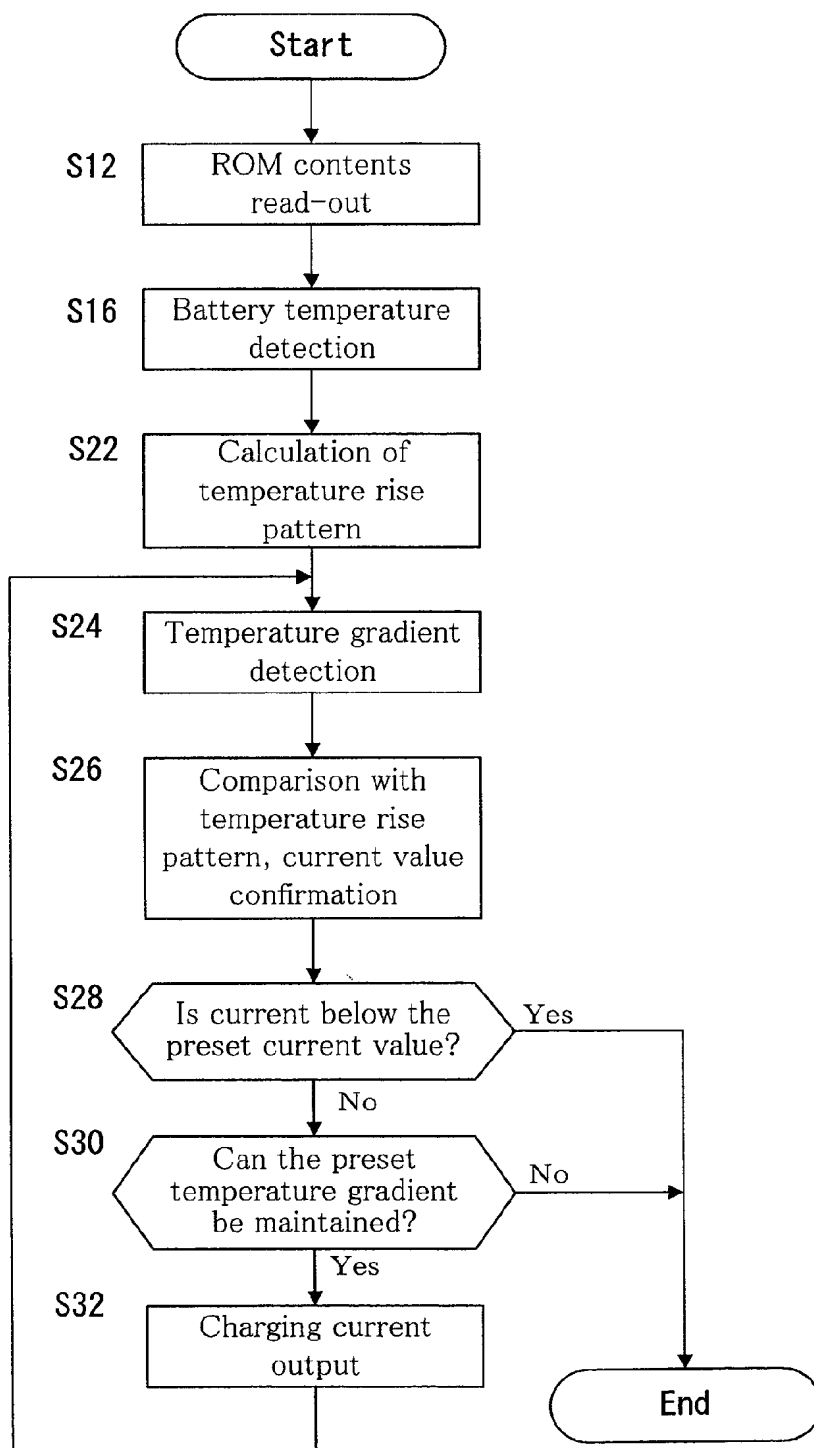 Start
S12
ROM contents
read-out
S16
Battery temperature
detection
S22
Calculation of
temperature rise
pattern
S24
Temperature gradient
detection
S26
Comparison with
temperature rise
pattern, current value
confirmation
S28
Is current below the
preset current value?
Yes
No
S30
Can the preset
temperature gradient
be maintained?
No
Yes
S32
Charging current
output
End